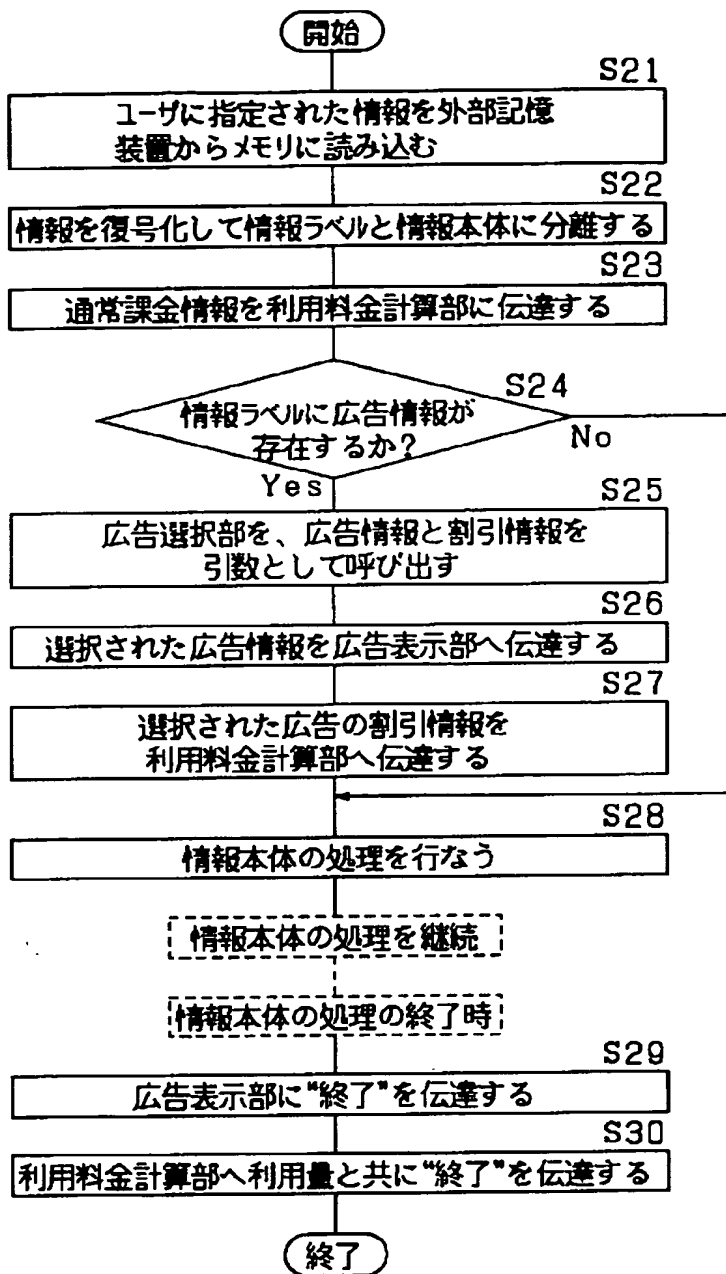 開始
S21
ユーザに指定された情報を外部記憶
装置からメモリに読み込む
S22
情報を復号化して情報ラベルと情報本体に分離する
S23
通常課金情報を利用料金計算部に伝達する
S24
情報ラベルに広告情報が
存在するか?
No
Yes
S25
広告選択部を、広告情報と割引情報を
引数として呼び出す
S26
選択された広告情報を広告表示部へ伝達する
S27
選択された広告の割引情報を
利用料金計算部へ伝達する
S28
情報本体の処理を行なう
情報本体の処理を継続
情報本体の処理の終了時
S29
広告表示部に“終了”を伝達する
S30
利用料金計算部へ利用量と共に“終了”を伝達する
終了